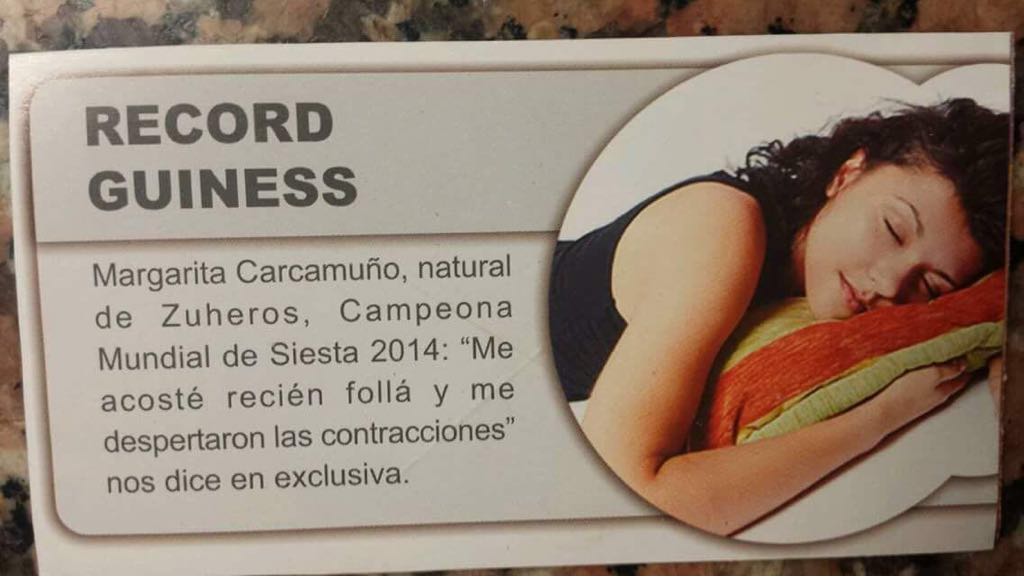 RECORD
GUINESS
Margarita Carcamuño, natural
de Zuheros, Campeona
Mundial de Siesta 2014: “Me
acosté recién follá y me
despertaron las contracciones”
nos dice en exclusiva.